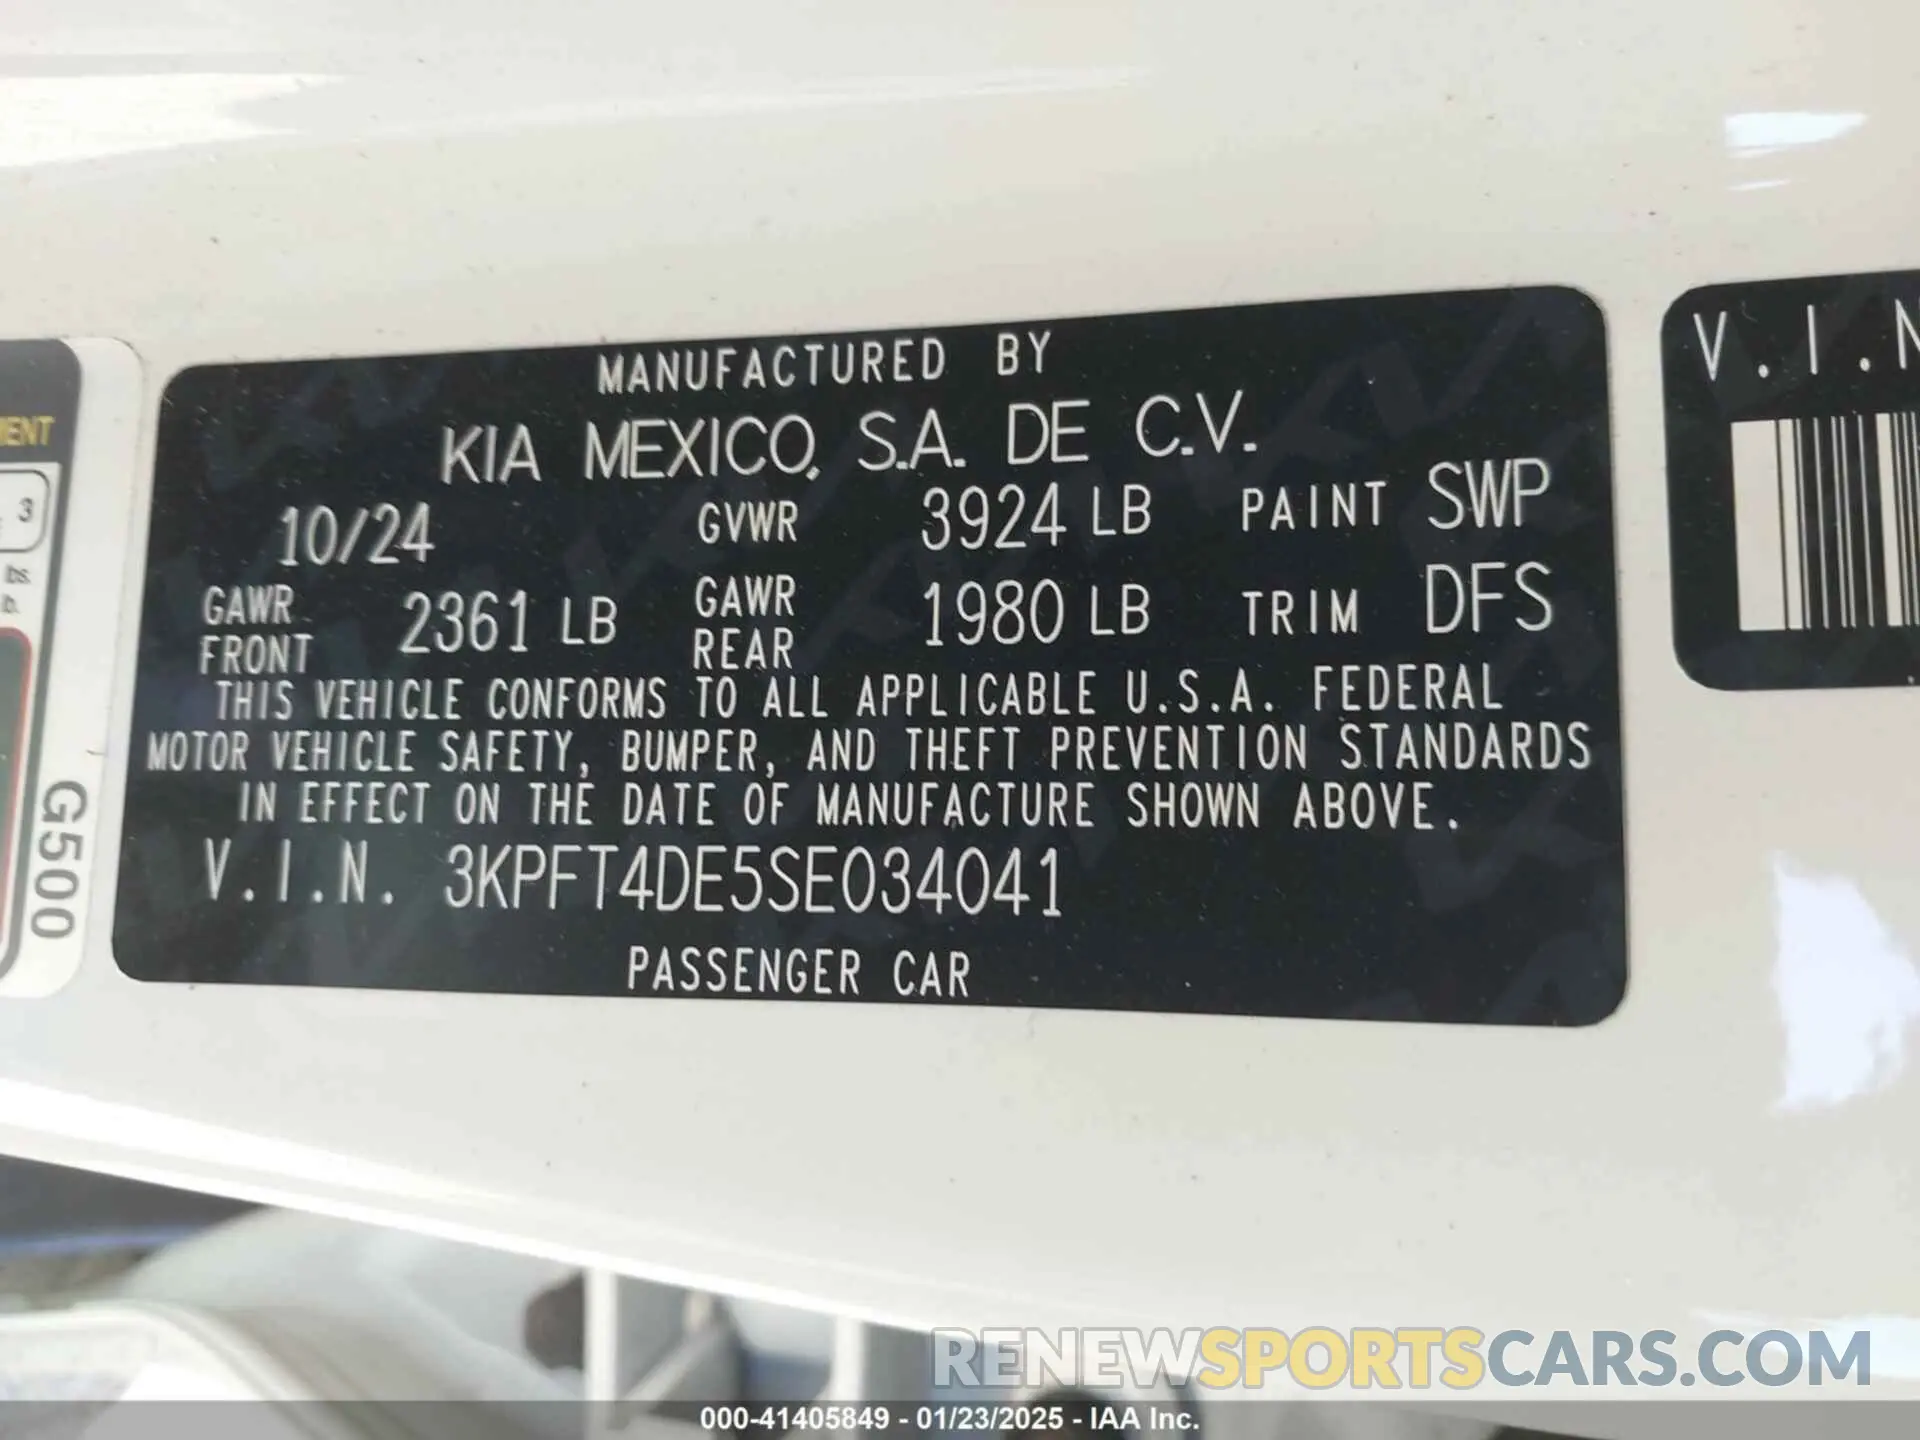 MANUFACTURED BY
KIA MEXICO, S.A. DE C.V.
10/24 GVWR 3924 LB PAINT SWP
GAWR FRONT 2361 LB GAWR REAR 1980 LB TRIM DFS
THIS VEHICLE CONFORMS TO ALL APPLICABLE U.S.A. FEDERAL
MOTOR VEHICLE SAFETY, BUMPER, AND THEFT PREVENTION STANDARDS
IN EFFECT ON THE DATE OF MANUFACTURE SHOWN ABOVE.
V.I.N. 3KPFT4DE5SE034041
PASSENGER CAR
V.I.N
3
lbs.
lb.
G500
RENEWSPORTSCARS.COM
000-41405849 - 01/23/2025 - IAA Inc.